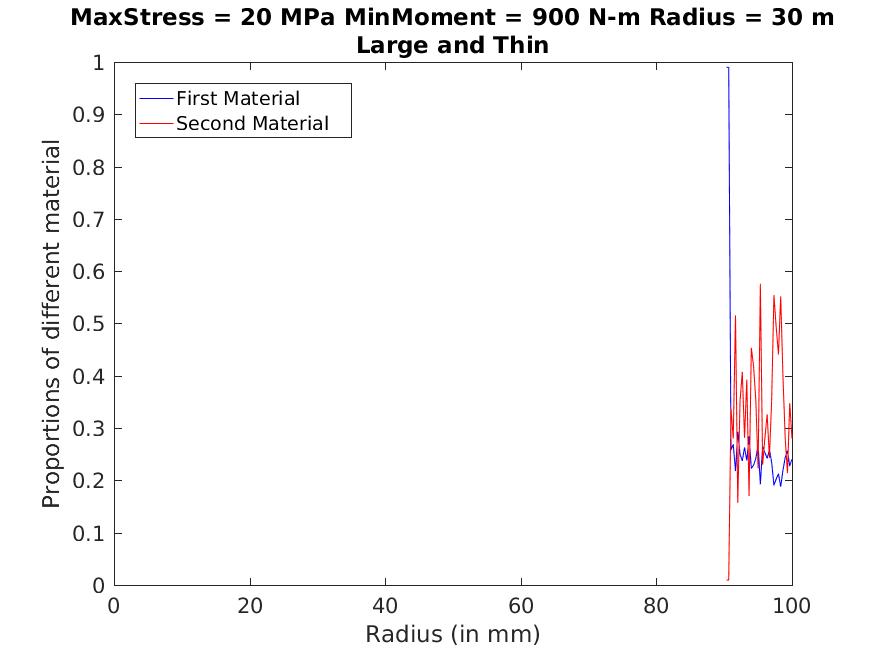 MaxStress = 20 MPa MinMoment = 900 N-m Radius = 30 m
Large and Thin
1
0.9
0.8
0.7
0.6
0.5
0.4
0.3
0.2
0.1
0
Proportions of different material
First Material
Second Material
0 20 40 60 80 100
Radius (in mm)